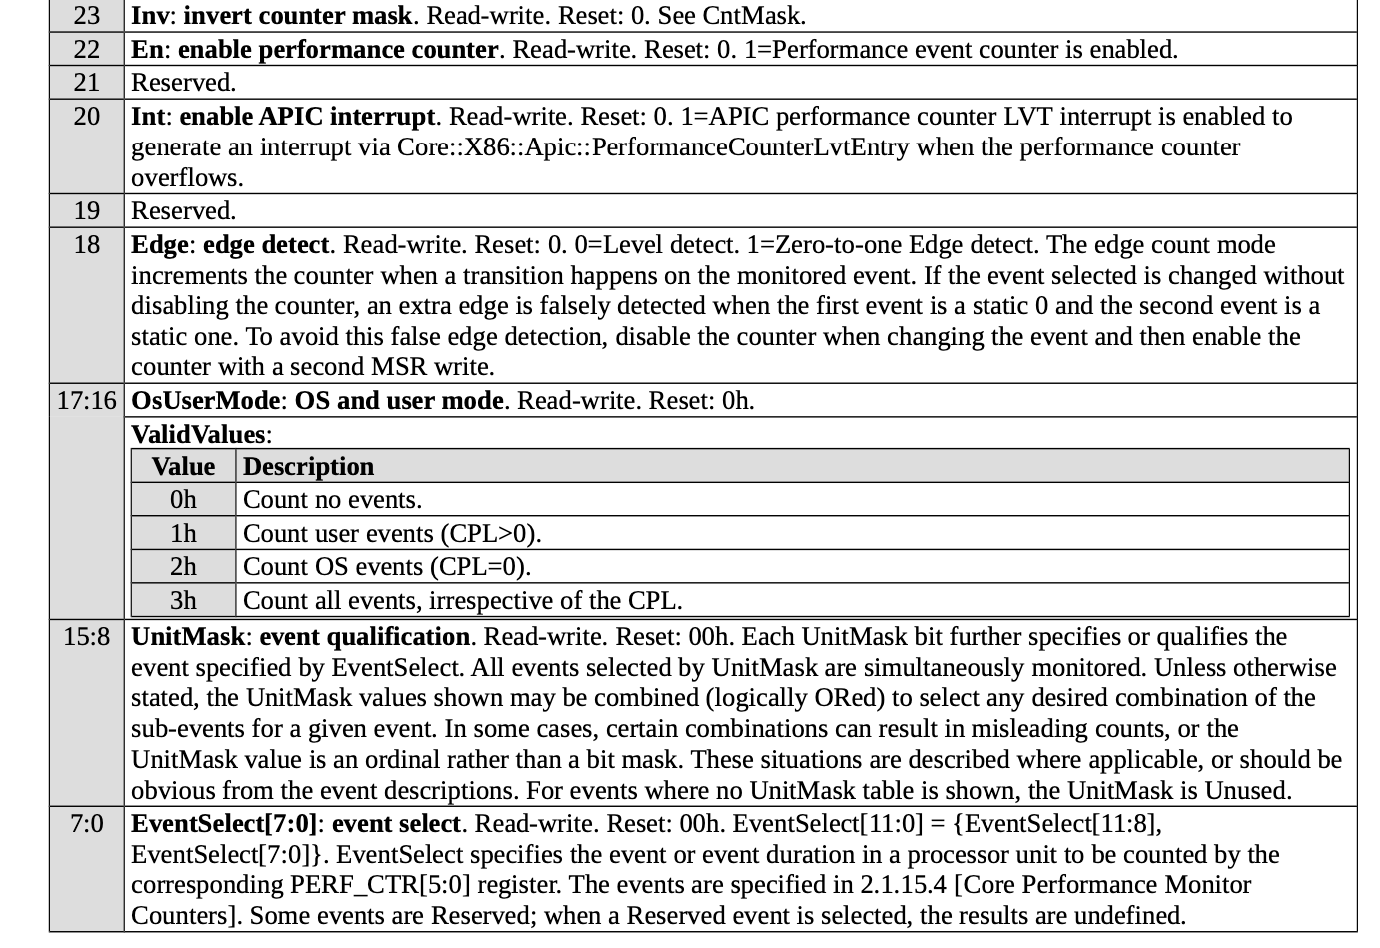 23 Inv: invert counter mask. Read-write. Reset: 0. See CntMask.
22 En: enable performance counter. Read-write. Reset: 0. 1=Performance event counter is enabled.
21 Reserved.
20 Int: enable APIC interrupt. Read-write. Reset: 0. 1=APIC performance counter LVT interrupt is enabled to
generate an interrupt via Core::X86::Apic::PerformanceCounterLvtEntry when the performance counter
overflows.
19 Reserved.
18 Edge: edge detect. Read-write. Reset: 0. 0=Level detect. 1=Zero-to-one Edge detect. The edge count mode
increments the counter when a transition happens on the monitored event. If the event selected is changed without
disabling the counter, an extra edge is falsely detected when the first event is a static 0 and the second event is a
static one. To avoid this false edge detection, disable the counter when changing the event and then enable the
counter with a second MSR write.
17:16 OsUserMode: OS and user mode. Read-write. Reset: 0h.
ValidValues:
Value Description
0h Count no events.
1h Count user events (CPL>0).
2h Count OS events (CPL=0).
3h Count all events, irrespective of the CPL.
15:8 UnitMask: event qualification. Read-write. Reset: 00h. Each UnitMask bit further specifies or qualifies the
event specified by EventSelect. All events selected by UnitMask are simultaneously monitored. Unless otherwise
stated, the UnitMask values shown may be combined (logically ORed) to select any desired combination of the
sub-events for a given event. In some cases, certain combinations can result in misleading counts, or the
UnitMask value is an ordinal rather than a bit mask. These situations are described where applicable, or should be
obvious from the event descriptions. For events where no UnitMask table is shown, the UnitMask is Unused.
7:0 EventSelect[7:0]: event select. Read-write. Reset: 00h. EventSelect[11:0] = {EventSelect[11:8],
EventSelect[7:0]}. EventSelect specifies the event or event duration in a processor unit to be counted by the
corresponding PERF_CTR[5:0] register. The events are specified in 2.1.15.4 [Core Performance Monitor
Counters]. Some events are Reserved; when a Reserved event is selected, the results are undefined.